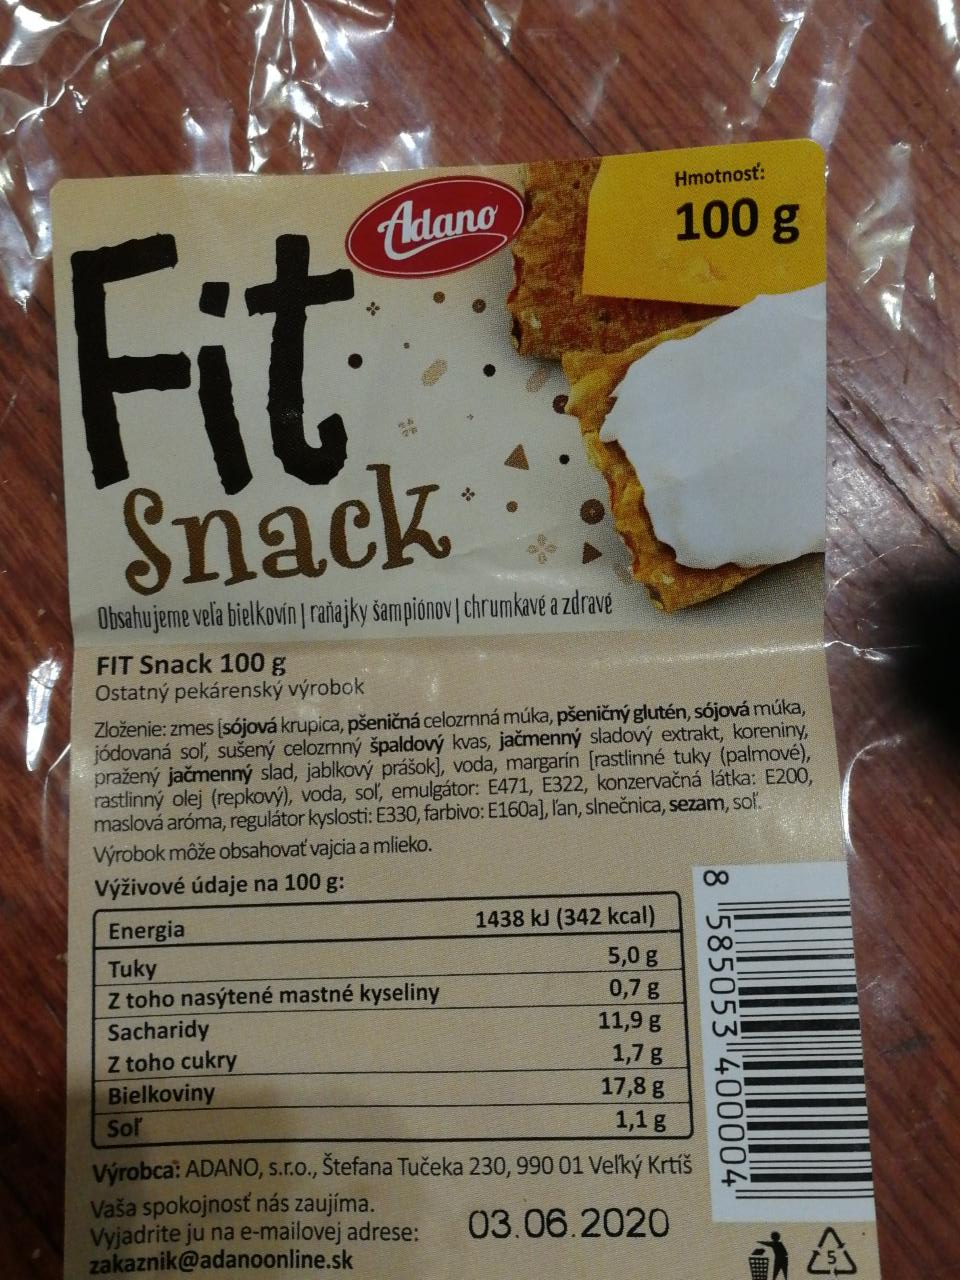 Adano
Hmotnosť:
100 g
Fit
Snack
Obsahujeme veľa bielkovín | raňajky šampiónov | chrumkavé a zdravé
FIT Snack 100 g
Ostatný pekárenský výrobok
Zloženie: zmes [sójová krupica, pšeničná celozrnná múka, pšeničný glutén, sójová múka,
jódovaná soľ, sušený celozrnný špaldový kvas, jačmenný sladový extrakt, koreniny,
pražený jačmenný slad, jablkový prášok], voda, margarín [rastlinné tuky (palmové),
rastlinný olej (repkový), voda, soľ, emulgátor: E471, E322, konzervačná látka: E200,
maslová aróma, regulátor kyslosti: E330, farbivo: E160a], ľan, slnečnica, sezam, soľ.
Výrobok môže obsahovať vajcia a mlieko.
Výživové údaje na 100 g:
Energia 1438 kJ (342 kcal)
Tuky 5,0 g
Z toho nasýtené mastné kyseliny 0,7 g
Sacharidy 11,9 g
Z toho cukry 1,7 g
Bielkoviny 17,8 g
Soľ 1,1 g
8 585053 400004
Výrobca: ADANO, s.r.o., Štefana Tučeka 230, 990 01 Veľký Krtíš
Vaša spokojnosť nás zaujíma.
Vyjadrite ju na e-mailovej adrese:
zakaznik@adanoonline.sk
03.06.2020
5